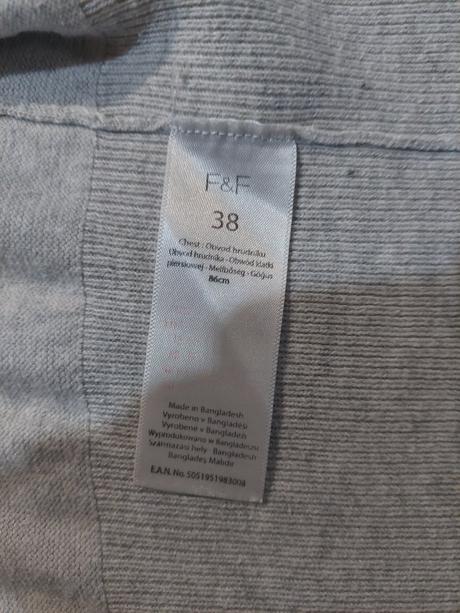 F&F
38
Chest : Obvod hrudníku
Obvod hrudníka - Obwód klatki
piersiowej - Mellbőség - Göğüs
86cm
Made in Bangladesh
Vyrobeno v Bangladéši
Vyrobené v Bangladéši
Wyprodukowano w Bangladeszu
Származási hely : Bangladesh
Bangladeş Malıdır
E.A.N. No. 5051951983008